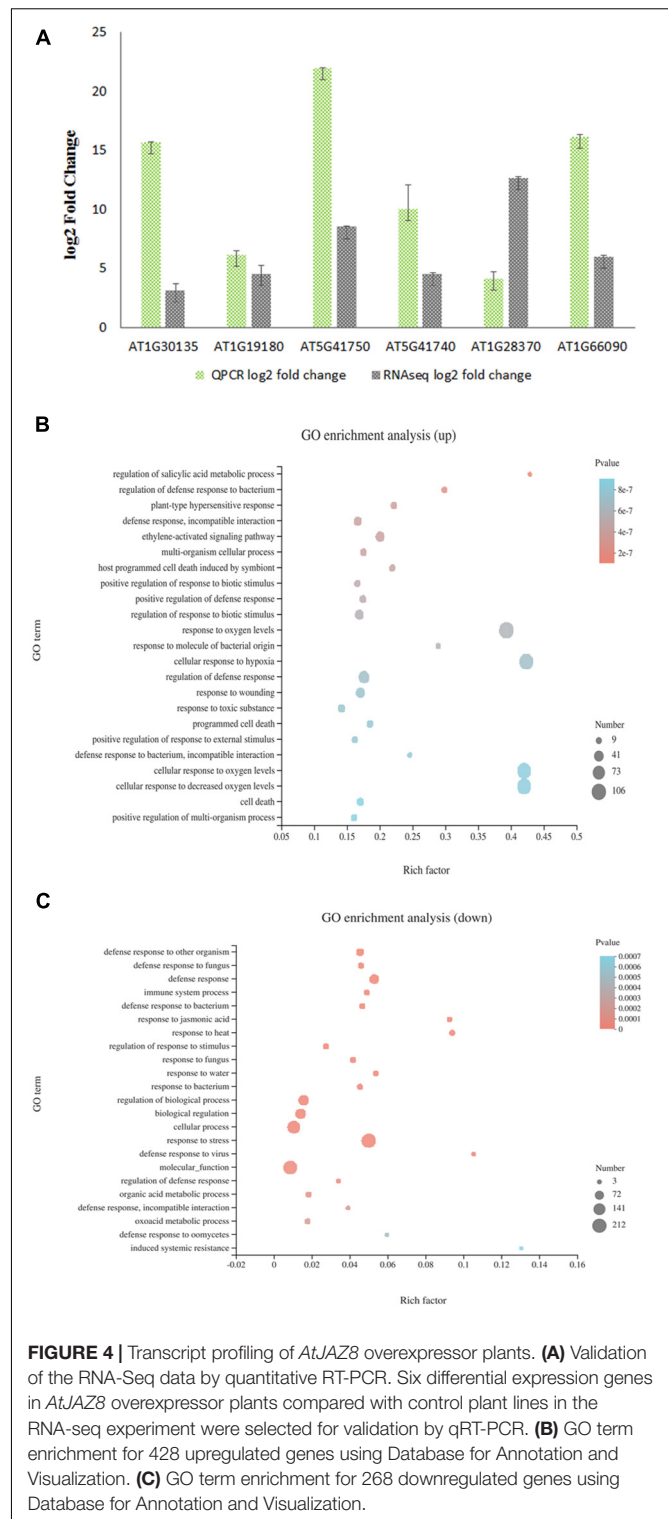 A
25
20
15
10
5
0
log2 Fold Change
AT1G30135 AT1G19180 AT5G41750 AT5G41740 AT1G28370 AT1G66090
QPCR log2 fold change RNAseq log2 fold change
B
GO enrichment analysis (up)
regulation of salicylic acid metabolic process
regulation of defense response to bacterium
plant-type hypersensitive response
defense response, incompatible interaction
ethylene-activated signaling pathway
multi-organism cellular process
host programmed cell death induced by symbiont
positive regulation of response to biotic stimulus
positive regulation of defense response
regulation of response to biotic stimulus
response to oxygen levels
response to molecule of bacterial origin
cellular response to hypoxia
regulation of defense response
response to wounding
response to toxic substance
programmed cell death
positive regulation of response to external stimulus
defense response to bacterium, incompatible interaction
cellular response to oxygen levels
cellular response to decreased oxygen levels
cell death
positive regulation of multi-organism process
GO term
0.05 0.1 0.15 0.2 0.25 0.3 0.35 0.4 0.45 0.5
Rich factor
Pvalue
8e-7
6e-7
4e-7
2e-7
Number
9
41
73
106
C
GO enrichment analysis (down)
defense response to other organism
defense response to fungus
defense response
immune system process
defense response to bacterium
response to jasmonic acid
response to heat
regulation of response to stimulus
response to fungus
response to water
response to bacterium
regulation of biological process
biological regulation
cellular process
response to stress
defense response to virus
molecular_function
regulation of defense response
organic acid metabolic process
defense response, incompatible interaction
oxoacid metabolic process
defense response to oomycetes
induced systemic resistance
GO term
-0.02 0 0.02 0.04 0.06 0.08 0.1 0.12 0.14 0.16
Rich factor
Pvalue
0.0007
0.0006
0.0005
0.0004
0.0003
0.0002
0.0001
0
Number
3
72
141
212
FIGURE 4 | Transcript profiling of AtJAZ8 overexpressor plants. (A) Validation
of the RNA-Seq data by quantitative RT-PCR. Six differential expression genes
in AtJAZ8 overexpressor plants compared with control plant lines in the
RNA-seq experiment were selected for validation by qRT-PCR. (B) GO term
enrichment for 428 upregulated genes using Database for Annotation and
Visualization. (C) GO term enrichment for 268 downregulated genes using
Database for Annotation and Visualization.